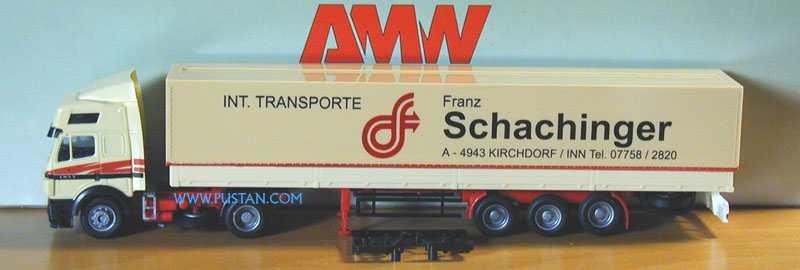 AMW
INT. TRANSPORTE
Franz
Schachinger
A - 4943 KIRCHDORF / INN Tel. 07758 / 2820
WWW.PUSTAN.COM